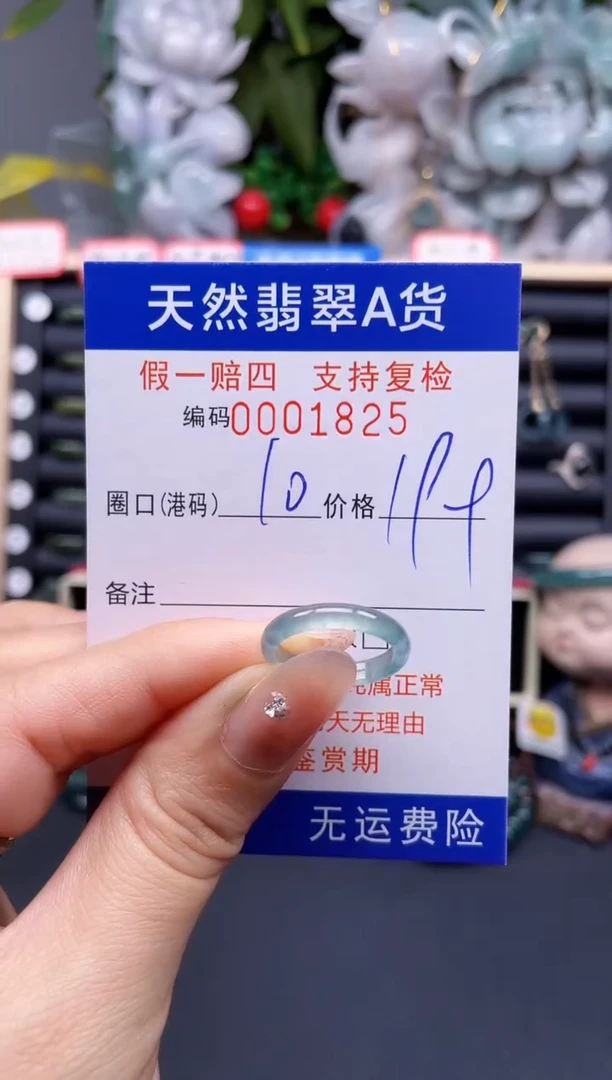 天然翡翠A货
假一赔四 支持复检
编码0001825
圈口(港码) 10 价格 199
备注
属正常
天无理由
鉴赏期
无运费险